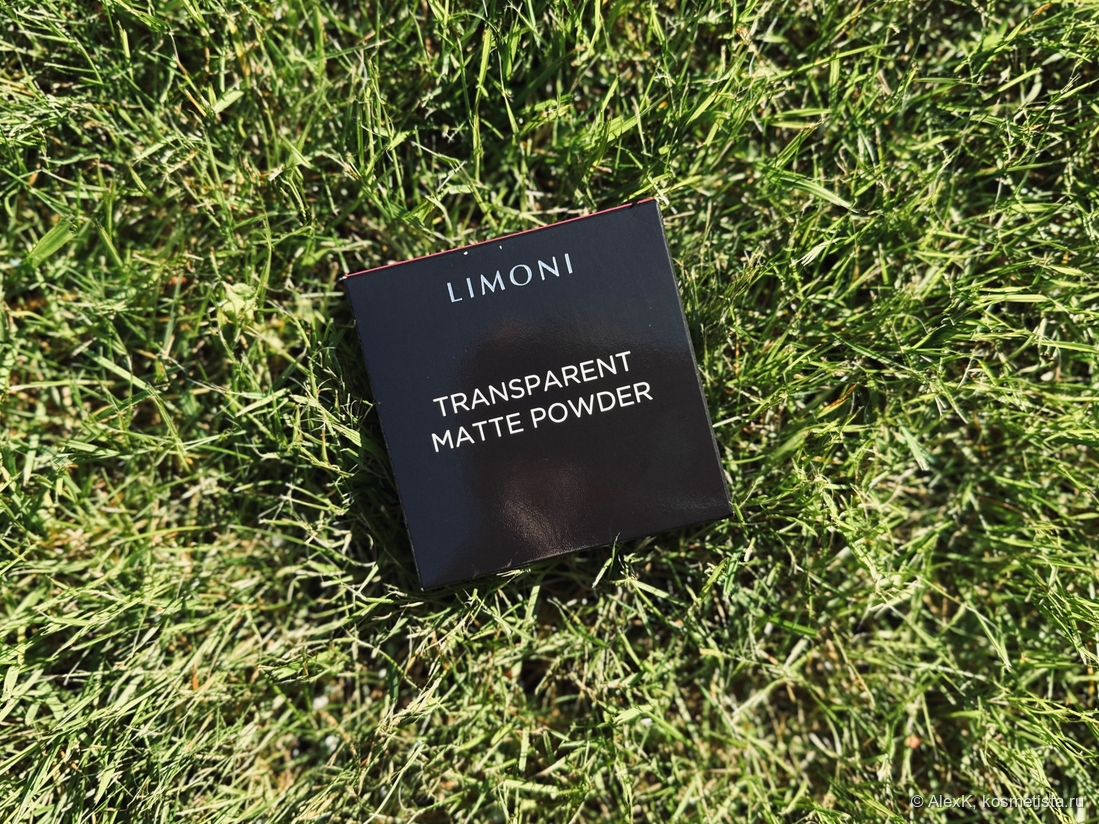 LIMONI
TRANSPARENT
MATTE POWDER
© AlexK, kosmetista.ru